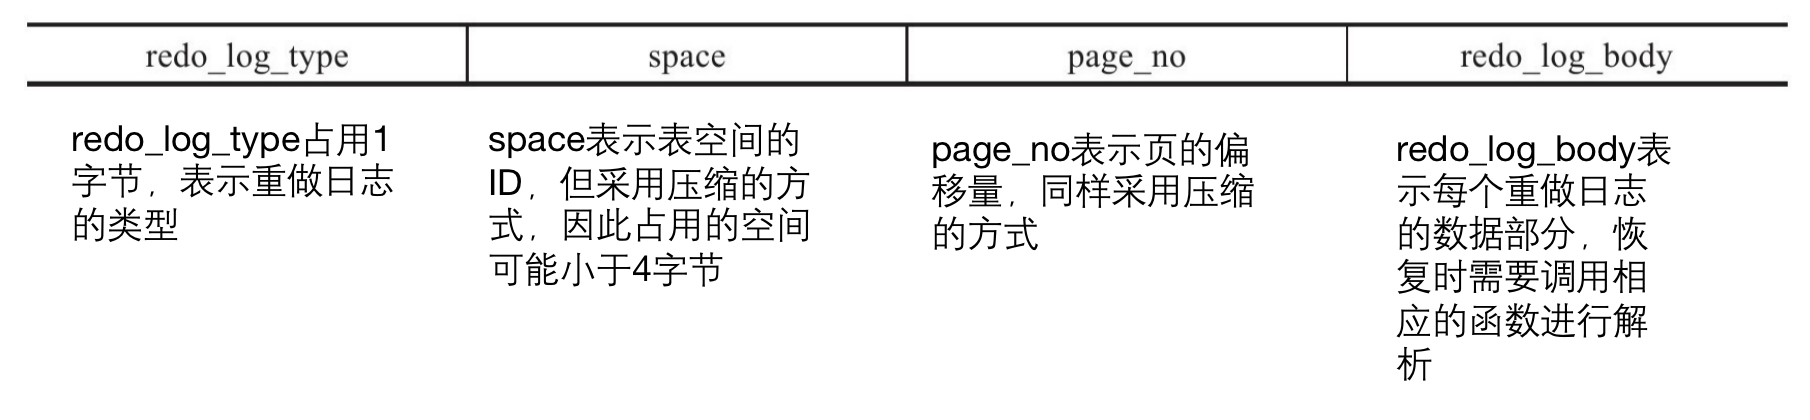 redo_log_type
space
page_no
redo_log_body
redo_log_type占用1
字节，表示重做日志
的类型
space表示表空间的
ID，但采用压缩的方
式，因此占用的空间
可能小于4字节
page_no表示页的偏
移量，同样采用压缩
的方式
redo_log_body表
示每个重做日志
的数据部分，恢
复时需要调用相
应的函数进行解
析